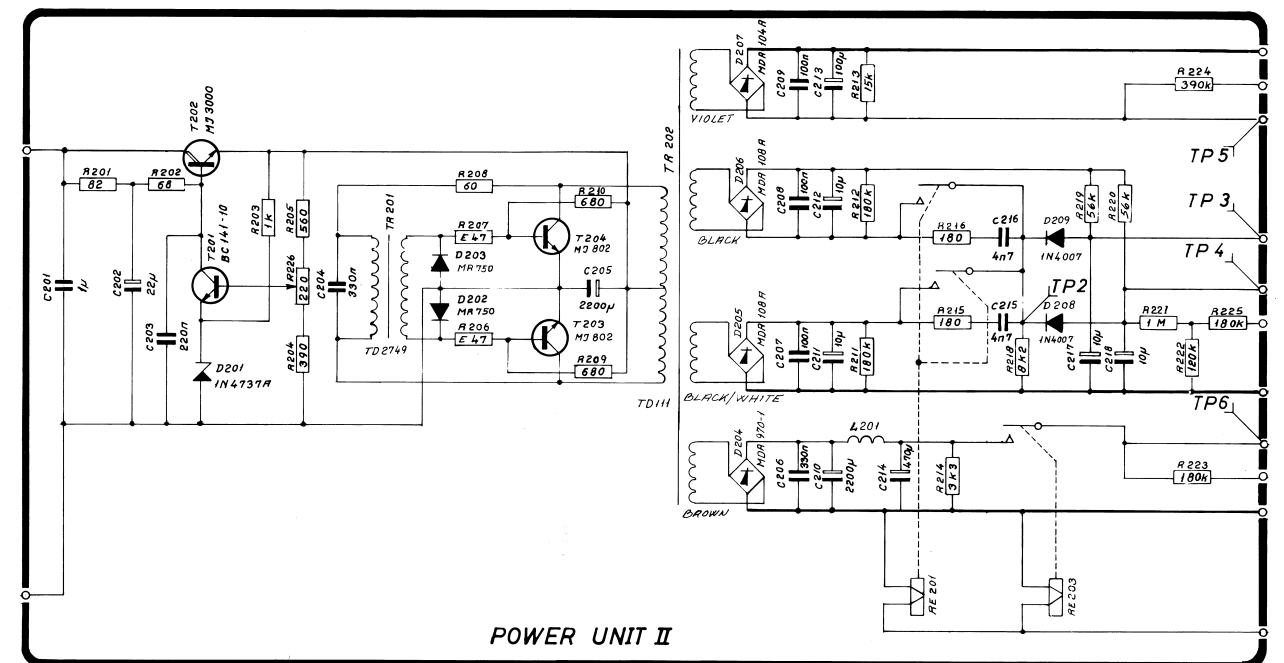 T202
MJ3000
R201
82
R202
68
C201
1µ
C202
22µ
C203
220n
T201
BC141-10
R203
1k
D201
1N4737A
R205
560
R226
220
R204
390
C204
330n
TR201
TD2749
R208
60
R207
E47
D203
MR750
D202
MR750
R206
E47
R210
680
T204
MJ802
C205
2200µ
T203
MJ802
R209
680
TR202
TD111
D207
MDA 104A
C209
100n
C213
100µ
R213
15k
VIOLET
R224
390k
TP5
D206
MDA 108A
C208
100n
C212
10µ
R212
180k
BLACK
R216
180
C216
4n7
D209
1N4007
R219
56k
R220
56k
TP3
TP4
TP2
D205
MDA 108A
C207
100n
C211
10µ
R211
180k
BLACK/WHITE
R215
180
C215
4n7
D208
1N4007
R218
8k2
C217
10µ
C218
10µ
R221
1M
R225
180k
R222
120k
TP6
D204
MDA 970-1
C206
330n
C210
2200µ
L201
C214
470µ
R214
3k3
BROWN
R223
180k
RE201
RE203
POWER UNIT II